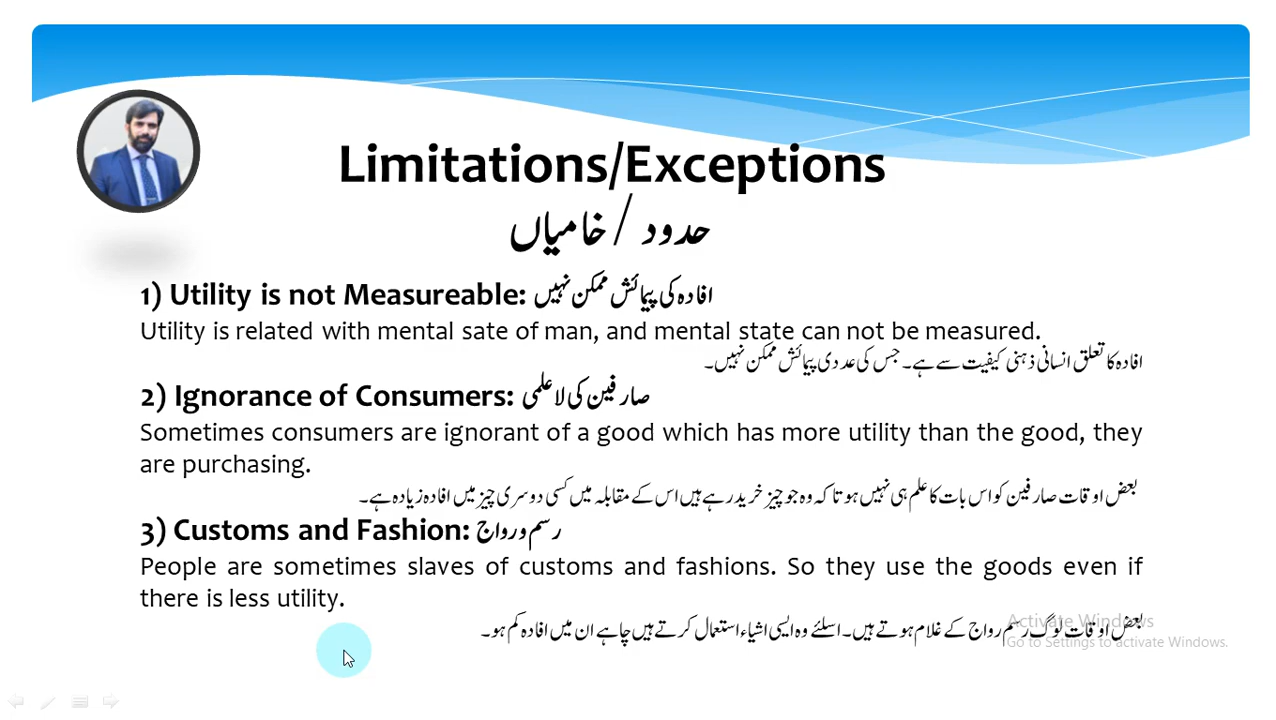 Limitations/Exceptions
حدود / خامیاں
1) Utility is not Measureable: افادہ کی پیمائش ممکن نہیں
Utility is related with mental sate of man, and mental state can not be measured.
افادہ کا تعلق انسانی ذہنی کیفیت سے ہے۔ جس کی عددی پیمائش ممکن نہیں۔
2) Ignorance of Consumers: صارفین کی لاعلمی
Sometimes consumers are ignorant of a good which has more utility than the good, they
are purchasing.
بعض اوقات صارفین کو اس بات کا علم ہی نہیں ہوتا کہ وہ جو چیز خرید رہے ہیں اس کے مقابلہ میں کسی دوسری چیز میں افادہ زیادہ ہے۔
3) Customs and Fashion: رسم و رواج
People are sometimes slaves of customs and fashions. So they use the goods even if
there is less utility.
بعض اوقات لوگ رسم رواج کے غلام ہوتے ہیں۔ اسلئے وہ ایسی اشیاء استعمال کرتے ہیں چاہے ان میں افادہ کم ہو۔
Activate Windows
Go to Settings to activate Windows.